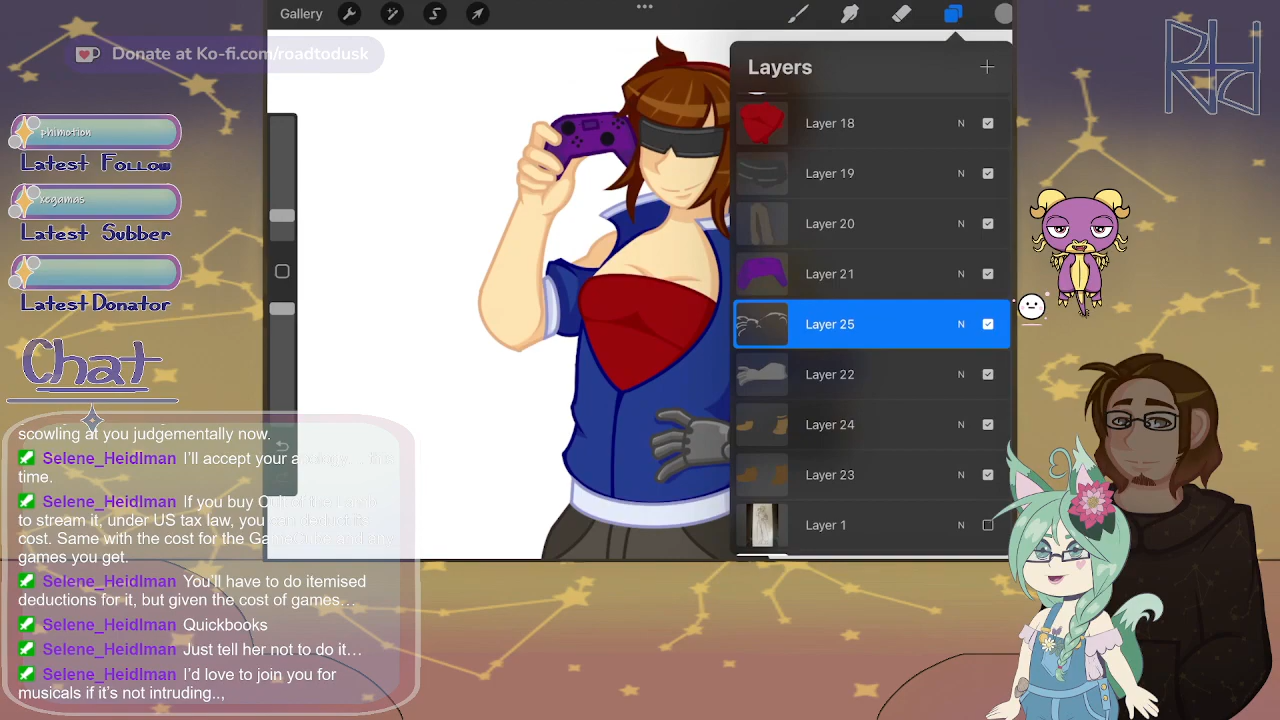 Gallery
Donate at Ko-fi.com/roadtodusk
Layers
Layer 18 N
Layer 19 N
Layer 20 N
Layer 21 N
Layer 25 N
Layer 22 N
Layer 24 N
Layer 23 N
Layer 1 N
phimotion
Latest Follow
xcgamas
Latest Subber
Latest Donator
Chat
scowling at you judgementally now.
Selene_Heidlman I'll accept your apology
time.
Selene_Heidlman If you buy
to stream it, under US tax law, you
cost. Same with the cost for the
games you get.
Selene_Heidlman You'll have to do itemised
deductions for it, but given the cost of games…
Selene_Heidlman Quickbooks
Selene_Heidlman Just tell her not to do it…
Selene_Heidlman I'd love to join you for
musicals if it's not intruding..,